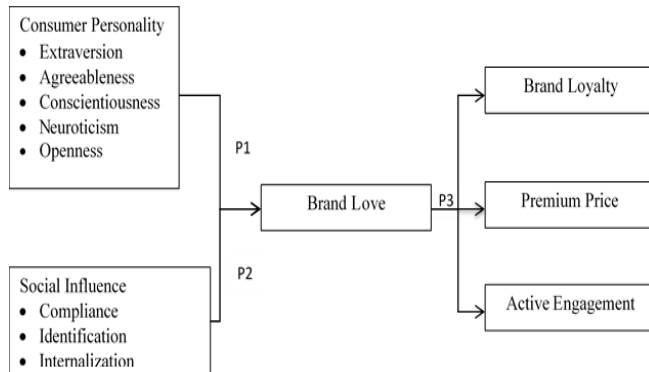 Consumer Personality
• Extraversion
• Agreeableness
• Conscientiousness
• Neuroticism
• Openness
P1
Brand Love
P3
Brand Loyalty
Premium Price
Active Engagement
P2
Social Influence
• Compliance
• Identification
• Internalization